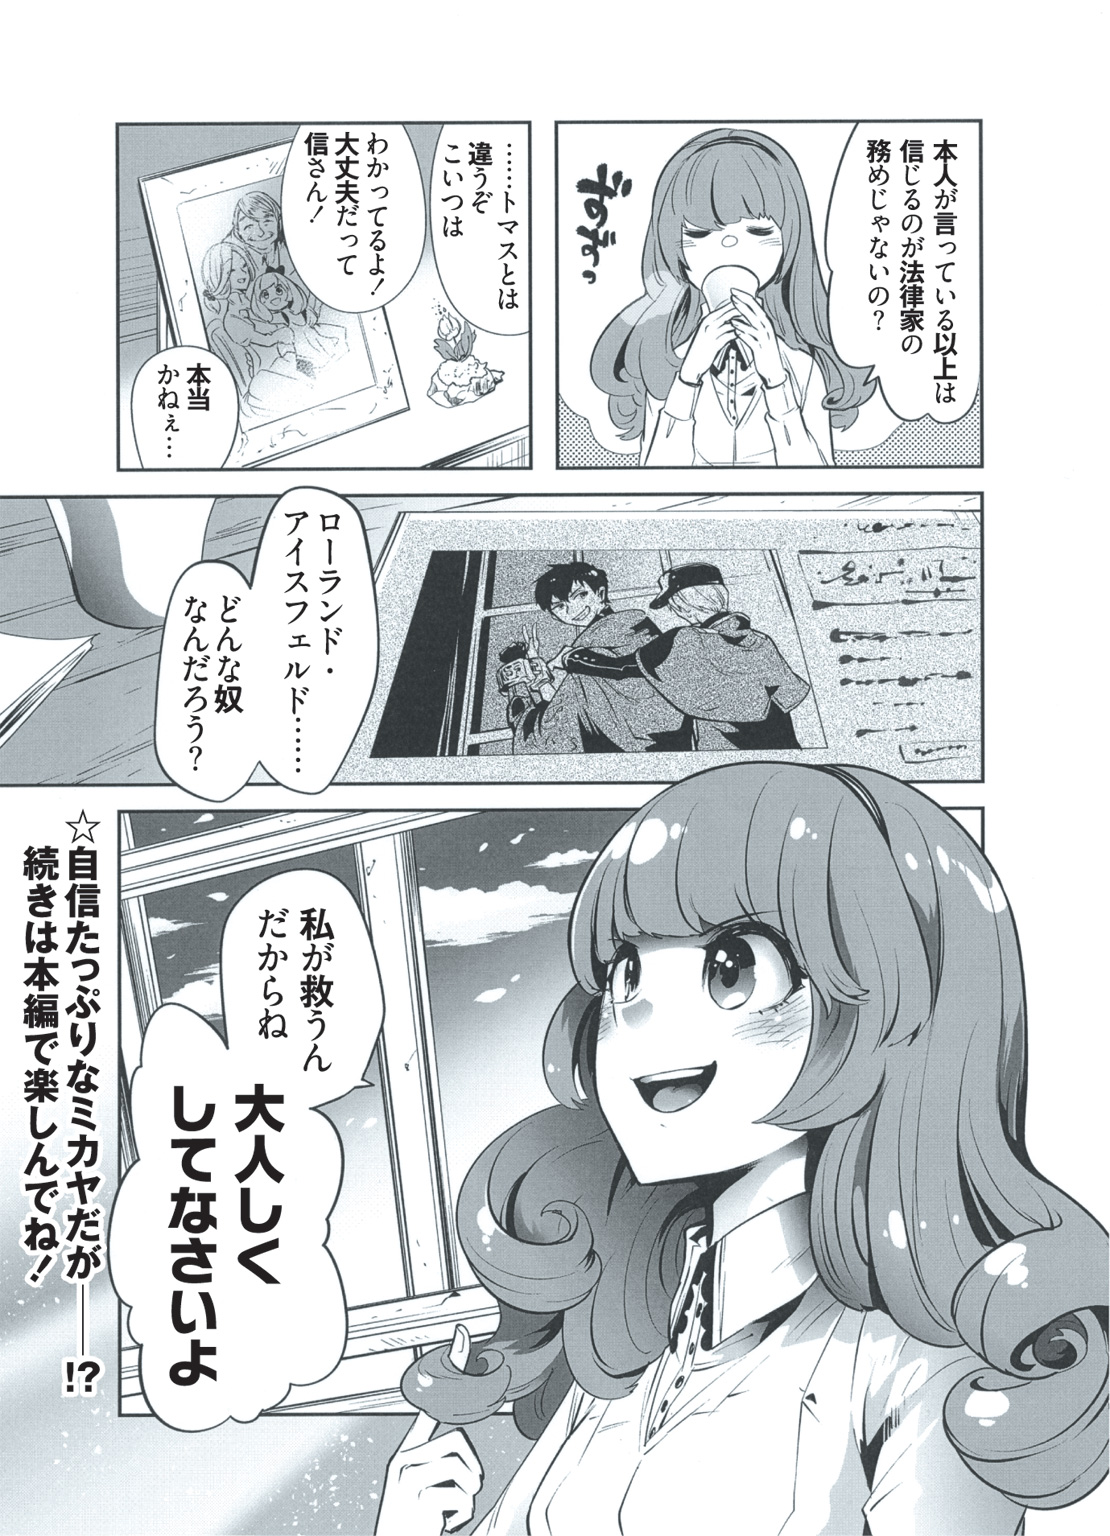 本人が言っている以上は
信じるのが法律家の
務めじゃないの?
……トマスとは
違うぞ
こいつは
わかってるよ!
大丈夫だって
信さん!
本当
かねぇ…
ローランド・
アイスフェルド……
どんな奴
なんだろう?
私が救うん
だからね
大人しく
してなさいよ
☆自信たっぷりなミカヤだが――!?
続きは本編で楽しんでね!